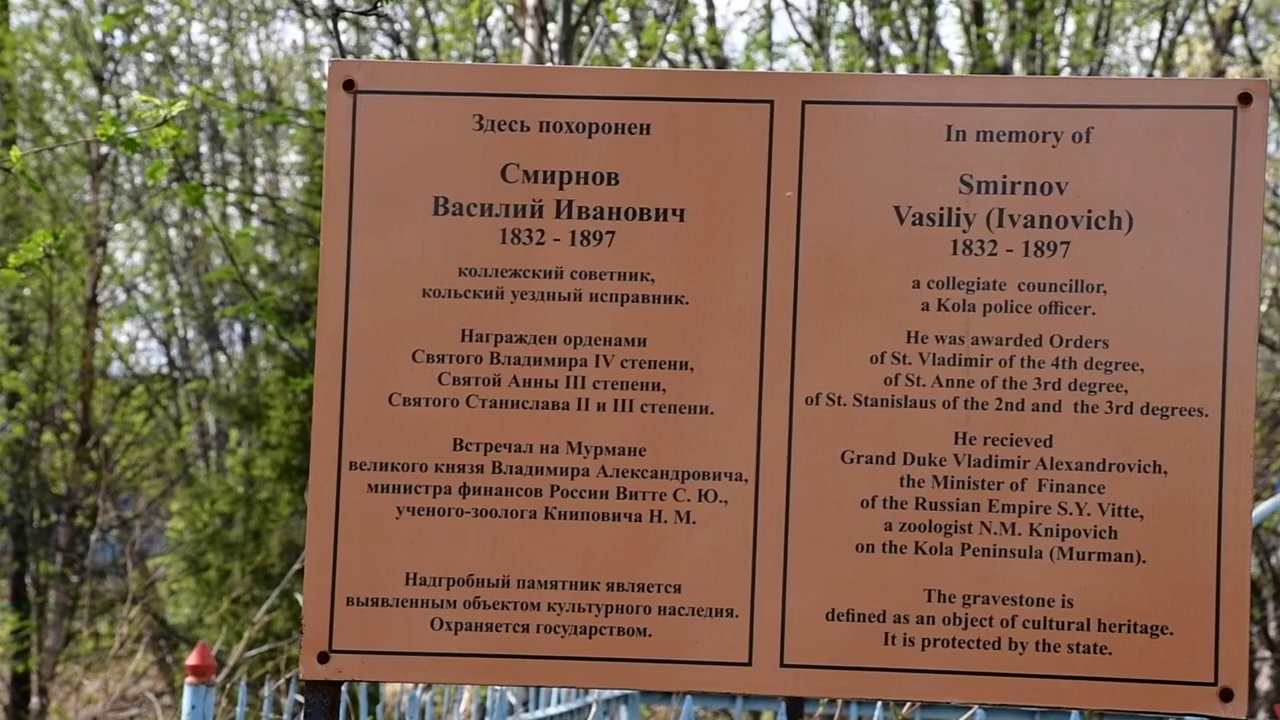 Здесь похоронен
Смирнов
Василий Иванович
1832 - 1897
коллежский советник,
кольский уездный исправник.
Награжден орденами
Святого Владимира IV степени,
Святой Анны III степени,
Святого Станислава II и III степени.
Встречал на Мурмане
великого князя Владимира Александровича,
министра финансов России Витте С. Ю.,
ученого-зоолога Книповича Н. М.
Надгробный памятник является
выявленным объектом культурного наследия.
Охраняется государством.
In memory of
Smirnov
Vasiliy (Ivanovich)
1832 - 1897
a collegiate councillor,
a Kola police officer.
He was awarded Orders
of St. Vladimir of the 4th degree,
of St. Anne of the 3rd degree,
of St. Stanislaus of the 2nd and the 3rd degrees.
He recieved
Grand Duke Vladimir Alexandrovich,
the Minister of Finance
of the Russian Empire S.Y. Vitte,
a zoologist N.M. Knipovich
on the Kola Peninsula (Murman).
The gravestone is
defined as an object of cultural heritage.
It is protected by the state.